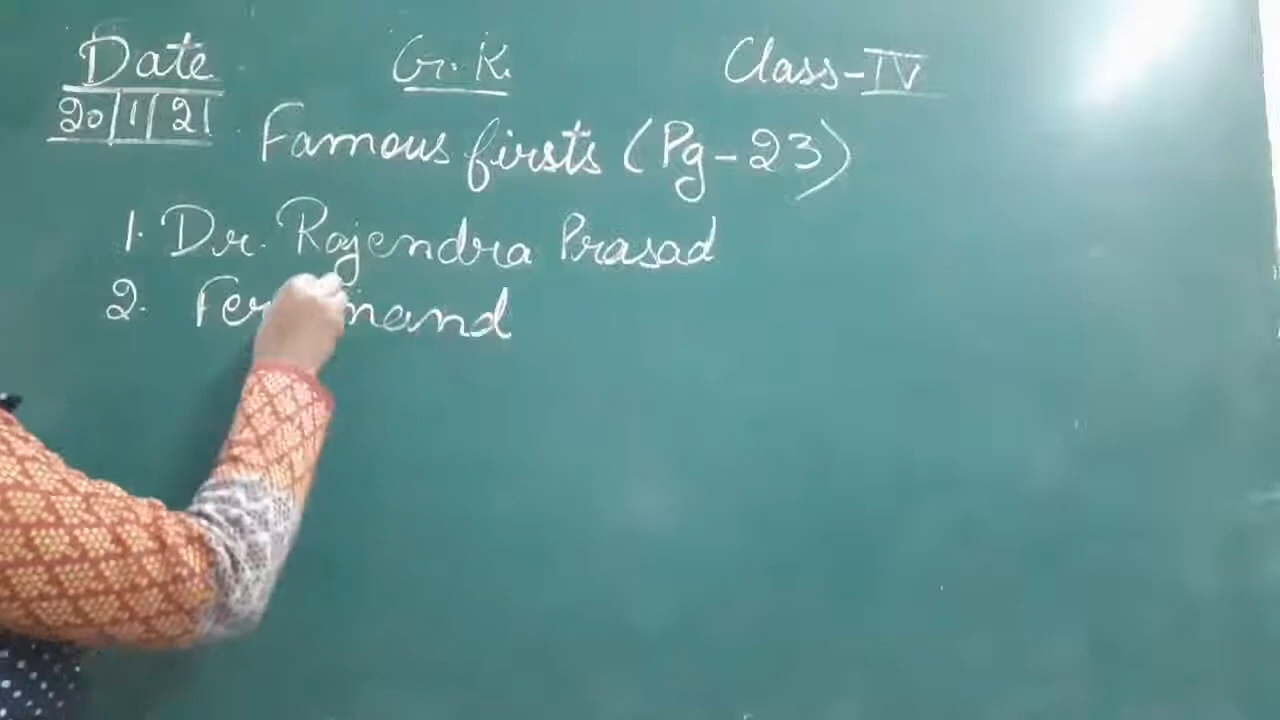 Date G.K. Class-IV
20/1/21
Famous firsts (Pg-23)
1. Dr. Rajendra Prasad
2.